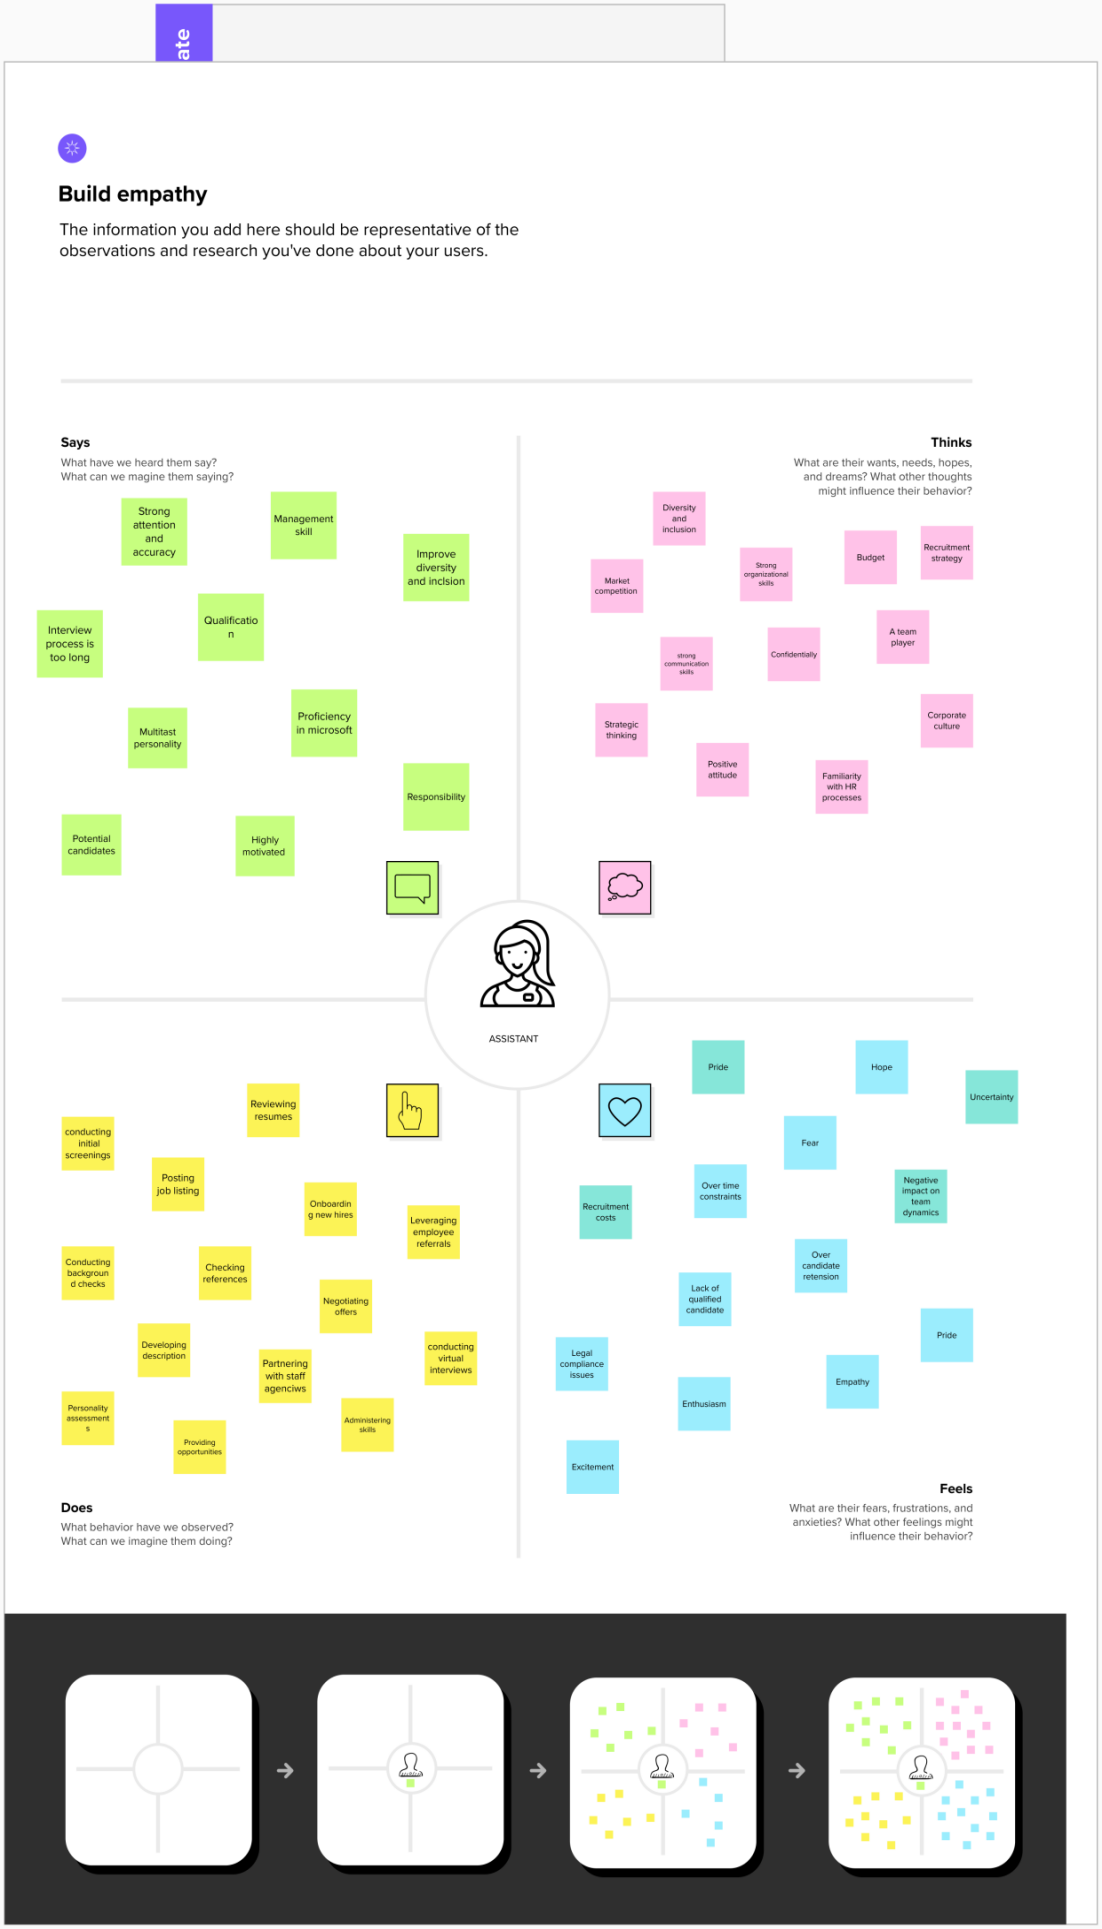 ate
Build empathy
The information you add here should be representative of the
observations and research you've done about your users.
Says
What have we heard them say?
What can we magine them saying?
Strong
attention
and
accuracy
Management
skill
Improve
diversity
and inclsion
Interview
process is
too long
Qualificatio
n
Multitast
personality
Proficiency
in microsoft
Responsibility
Potential
candidates
Highly
motivated
Thinks
What are their wants, needs, hopes,
and dreams? What other thoughts
might influence their behavior?
Diversity
and
inclusion
Market
competition
Strong
organizational
skills
Budget
Recruitment
strategy
strong
communication
skills
Confidentially
A team
player
Strategic
thinking
Positive
attitude
Familiarity
with HR
processes
Corporate
culture
ASSISTANT
Reviewing
resumes
conducting
initial
screenings
Posting
job listing
Onboardin
g new hires
Leveraging
employee
referrals
Conducting
backgroun
d checks
Checking
references
Negotiating
offers
Developing
description
Partnering
with staff
agenciws
conducting
virtual
interviews
Personality
assessment
s
Providing
opportunities
Administering
skills
Does
What behavior have we observed?
What can we imagine them doing?
Pride
Hope
Uncertainty
Fear
Over time
constraints
Negative
impact on
team
dynamics
Recruitment
costs
Over
candidate
retension
Lack of
qualified
candidate
Pride
Legal
compliance
issues
Empathy
Enthusiasm
Excitement
Feels
What are their fears, frustrations, and
anxieties? What other feelings might
influence their behavior?